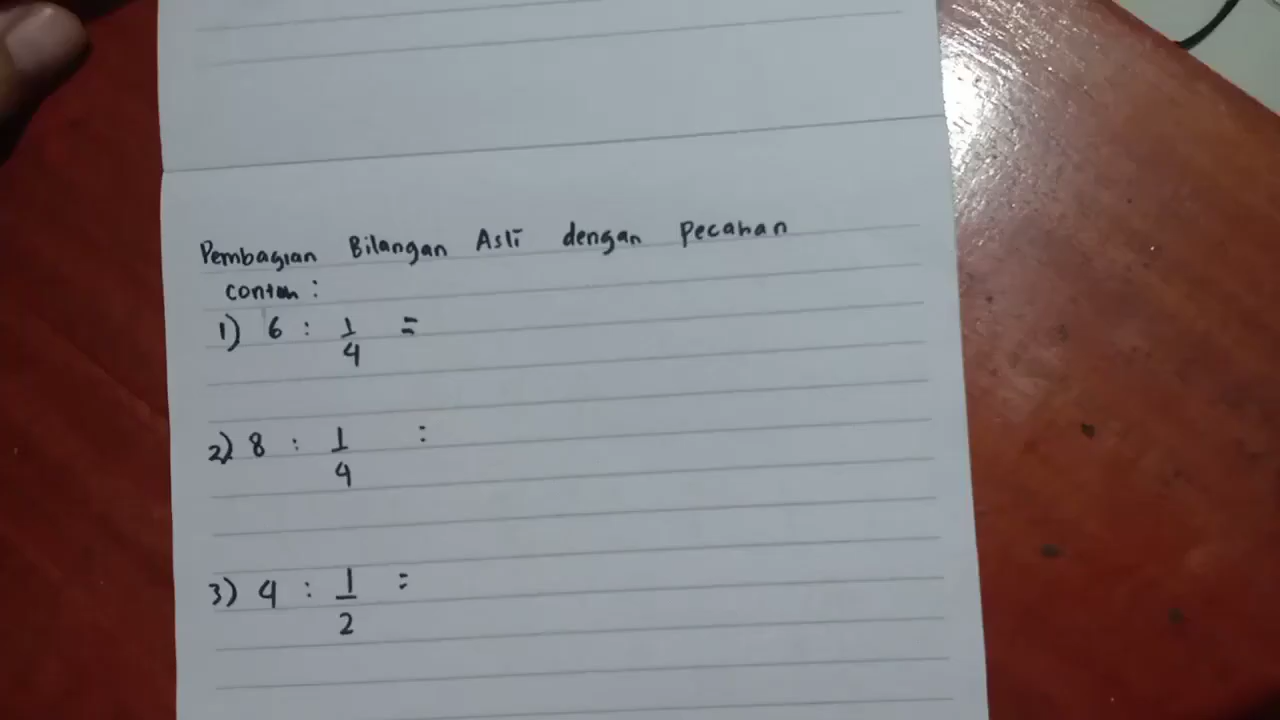 Pembagian Bilangan Asli dengan pecahan
contoh :
1) 6 : 1/4 =
2) 8 : 1/4 :
3) 4 : 1/2 =